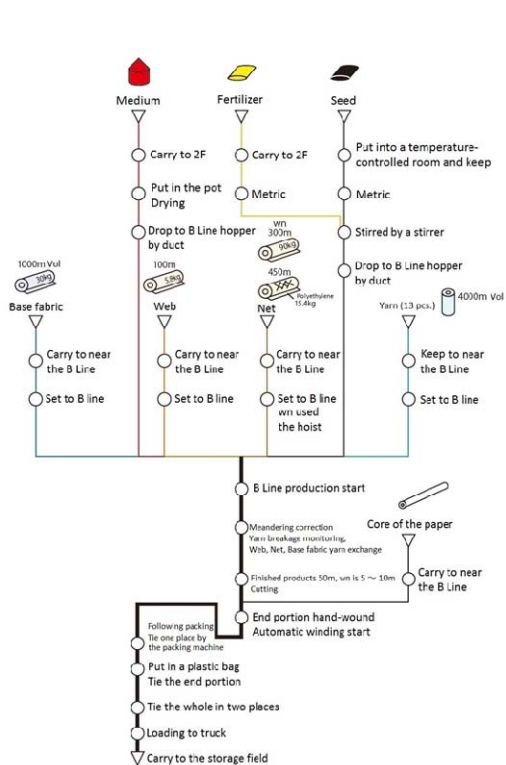 Medium
Fertilizer
Seed
Carry to 2F
Carry to 2F
Put into a temperature-
controlled room and keep
Put in the pot
Drying
Metric
Metric
Drop to B Line hopper
by duct
wn
300m
90kg
Stirred by a stirrer
Drop to B Line hopper
by duct
1000m Vol
30kg
Base fabric
100m
5.8kg
Web
450m
Polyethylene
15.4kg
Net
Yarn (13 pcs.)
4000m Vol
Carry to near
the B Line
Carry to near
the B Line
Carry to near
the B Line
Keep to near
the B Line
Set to B line
Set to B line
Set to B line
wn used
the hoist
Set to B line
B Line production start
Meandering correction
Yarn breakage monitoring,
Web, Net, Base fabric yarn exchange
Core of the paper
Finished products 50m, wn is 5 ～ 10m
Cetting
Carry to near
the B Line
End portion hand-wound
Automatic winding start
Following packing
Tie one place by
the packing machine
Put in a plastic bag
Tie the end portion
Tie the whole in two places
Loading to truck
Carry to the storage field